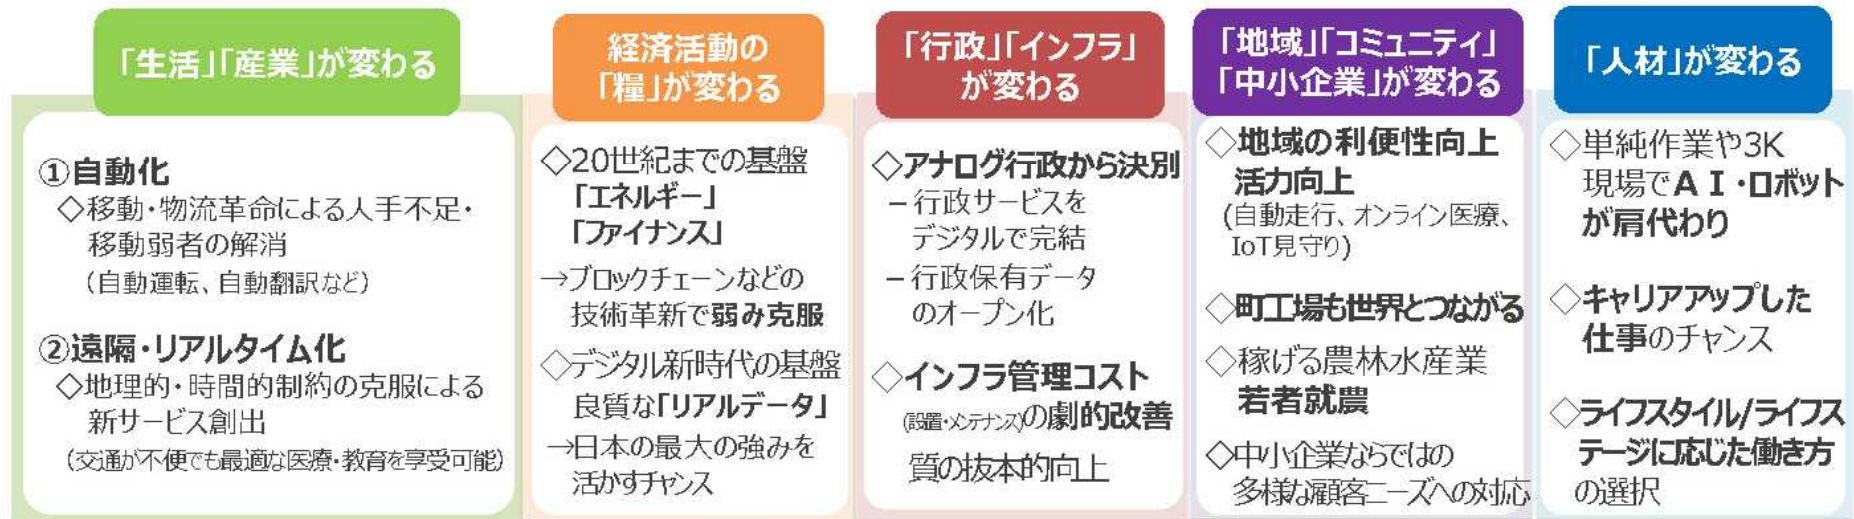 「生活」「産業」が変わる
①自動化
◇移動・物流革命による人手不足・
移動弱者の解消
（自動運転、自動翻訳など）
②遠隔・リアルタイム化
◇地理的・時間的制約の克服による
新サービス創出
（交通が不便でも最適な医療・教育を享受可能）
経済活動の
「糧」が変わる
◇20世紀までの基盤
「エネルギー」
「ファイナンス」
→ブロックチェーンなどの
技術革新で弱み克服
◇デジタル新時代の基盤
良質な「リアルデータ」
→日本の最大の強みを
活かすチャンス
「行政」「インフラ」
が変わる
◇アナログ行政から決別
－行政サービスを
デジタルで完結
－行政保有データ
のオープン化
◇インフラ管理コスト
(設置・メンテナンス)の劇的改善
質の抜本的向上
「地域」「コミュニティ」
「中小企業」が変わる
◇地域の利便性向上
活力向上
(自動走行、オンライン医療、
IoT見守り)
◇町工場も世界とつながる
◇稼げる農林水産業
若者就農
◇中小企業ならではの
多様な顧客ニーズへの対応
「人材」が変わる
◇単純作業や3K
現場でＡＩ・ロボット
が肩代わり
◇キャリアアップした
仕事のチャンス
◇ライフスタイル/ライフス
テージに応じた働き方
の選択